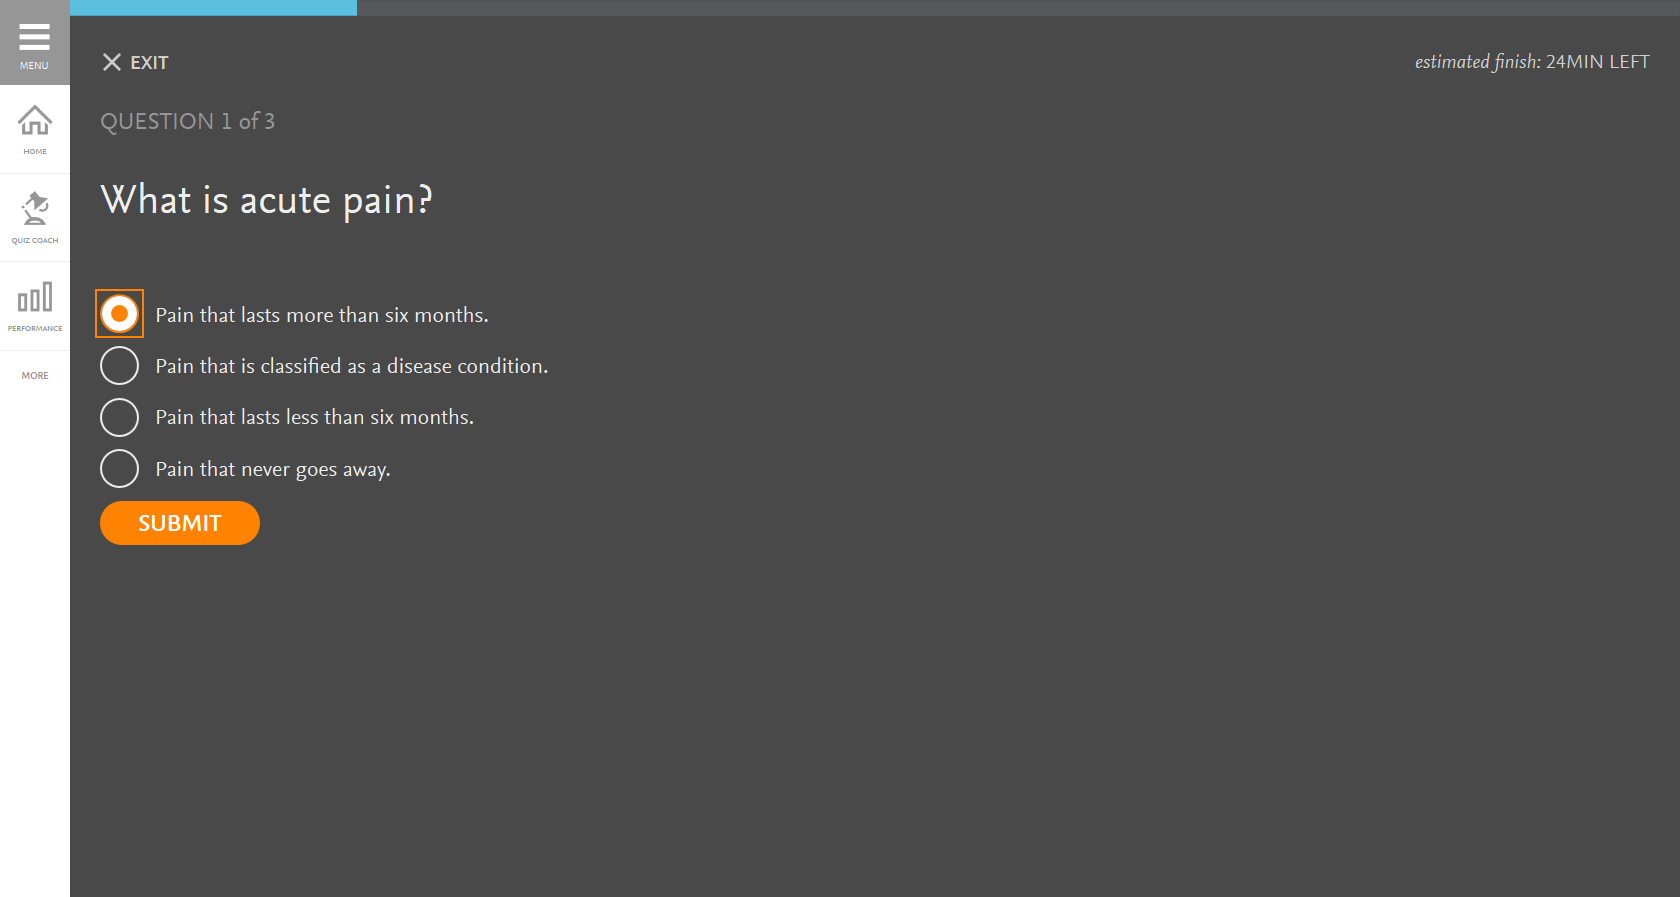 MENU
HOME
QUIZ COACH
PERFORMANCE
MORE
EXIT
estimated finish: 24MIN LEFT
QUESTION 1 of 3
What is acute pain?
Pain that lasts more than six months.
Pain that is classified as a disease condition.
Pain that lasts less than six months.
Pain that never goes away.
SUBMIT